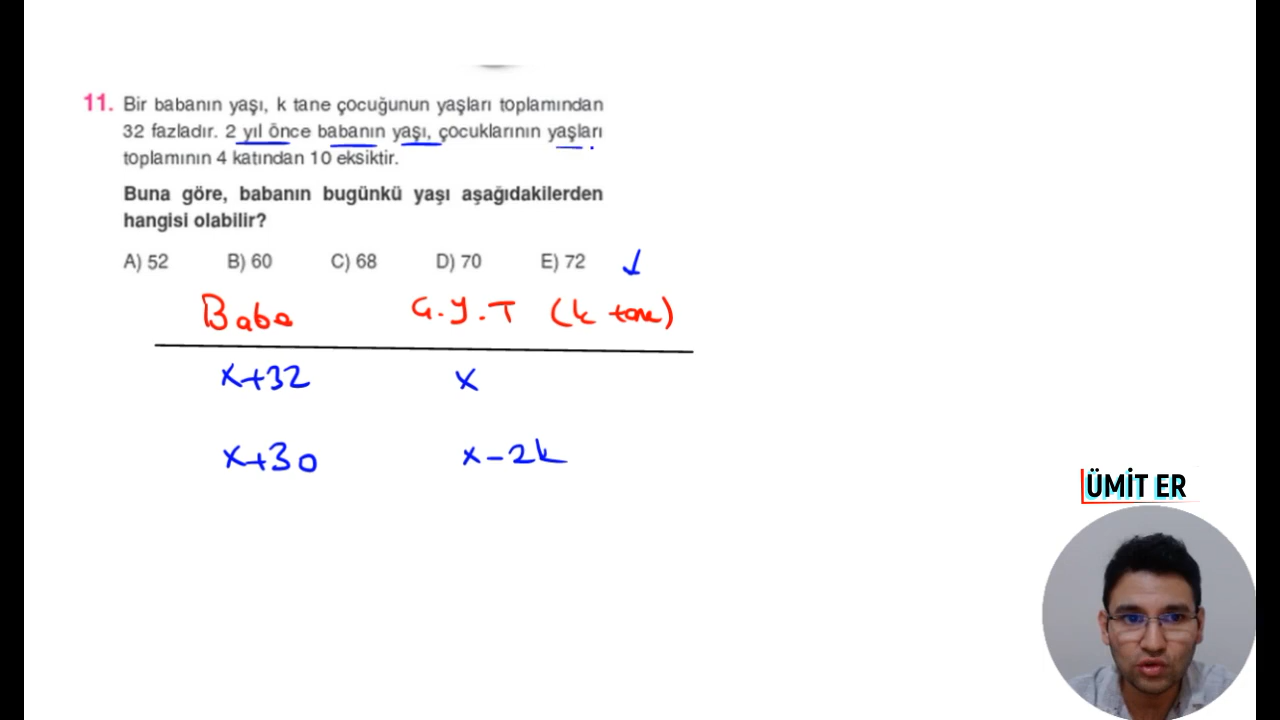 11. Bir babanın yaşı, k tane çocuğunun yaşları toplamından
32 fazladır. 2 yıl önce babanın yaşı, çocuklarının yaşları
toplamının 4 katından 10 eksiktir.
Buna göre, babanın bugünkü yaşı aşağıdakilerden
hangisi olabilir?
A) 52 B) 60 C) 68 D) 70 E) 72
Baba Ç.Y.T (k tane)
x+32 x
x+30 x-2k
ÜMİT ER